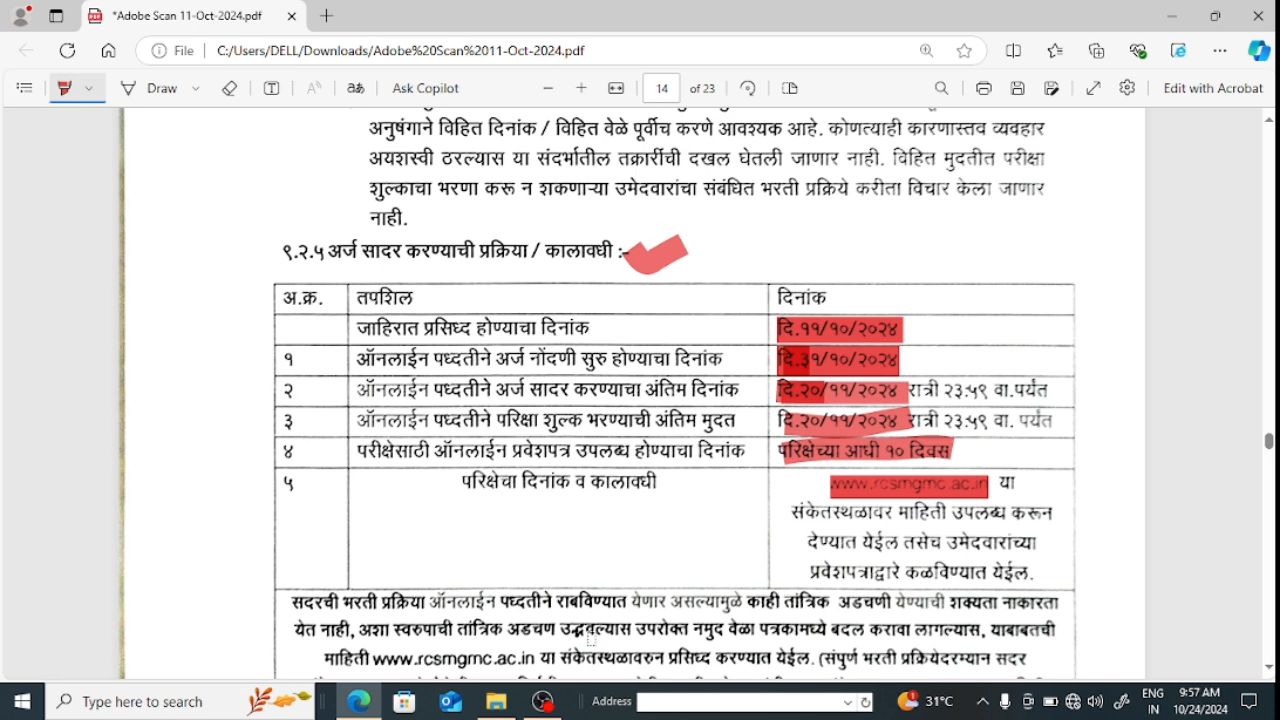 *Adobe Scan 11-Oct-2024.pdf
File C:/Users/DELL/Downloads/Adobe%20Scan%2011-Oct-2024.pdf
Draw Ask Copilot 14 of 23 Edit with Acrobat
अनुषंगाने विहित दिनांक / विहित वेळे पूर्वीच करणे आवश्यक आहे. कोणत्याही कारणास्तव व्यवहार
अयशस्वी ठरल्यास या संदर्भातील तक्रारींची दखल घेतली जाणार नाही. विहित मुदतीत परीक्षा
शुल्काचा भरणा करू न शकणाऱ्या उमेदवारांचा संबंधित भरती प्रक्रिये करीता विचार केला जाणार
नाही.
९.२.५ अर्ज सादर करण्याची प्रक्रिया / कालावधी :-
अ.क्र. तपशिल दिनांक
जाहिरात प्रसिध्द होण्याचा दिनांक दि.११/१०/२०२४
१ ऑनलाईन पध्दतीने अर्ज नोंदणी सुरु होण्याचा दिनांक दि.३१/१०/२०२४
२ ऑनलाईन पध्दतीने अर्ज सादर करण्याचा अंतिम दिनांक दि.२०/११/२०२४ रात्री २३:५९ वा.पर्यंत
३ ऑनलाईन पध्दतीने परिक्षा शुल्क भरण्याची अंतिम मुदत दि.२०/११/२०२४ रात्री २३:५९ वा. पर्यंत
४ परीक्षेसाठी ऑनलाईन प्रवेशपत्र उपलब्ध होण्याचा दिनांक परिक्षेच्या आधी १० दिवस
५ परिक्षेचा दिनांक व कालावधी www.rcsmgmc.ac.in या
संकेतस्थळावर माहिती उपलब्ध करून
देण्यात येईल तसेच उमेदवारांच्या
प्रवेशपत्राद्वारे कळविण्यात येईल.
सदरची भरती प्रक्रिया ऑनलाईन पध्दतीने राबविण्यात येणार असल्यामुळे काही तांत्रिक अडचणी येण्याची शक्यता नाकारता
येत नाही, अशा स्वरुपाची तांत्रिक अडचण उद्भवल्यास उपरोक्त नमुद वेळा पत्रकामध्ये बदल करावा लागल्यास, याबाबतची
माहिती www.rcsmgmc.ac.in या संकेतस्थळावरुन प्रसिध्द करण्यात येईल. (संपुर्ण भरती प्रक्रियेदरम्यान सदर
Type here to search Address 31°C ENG 9:57 AM
IN 10/24/2024